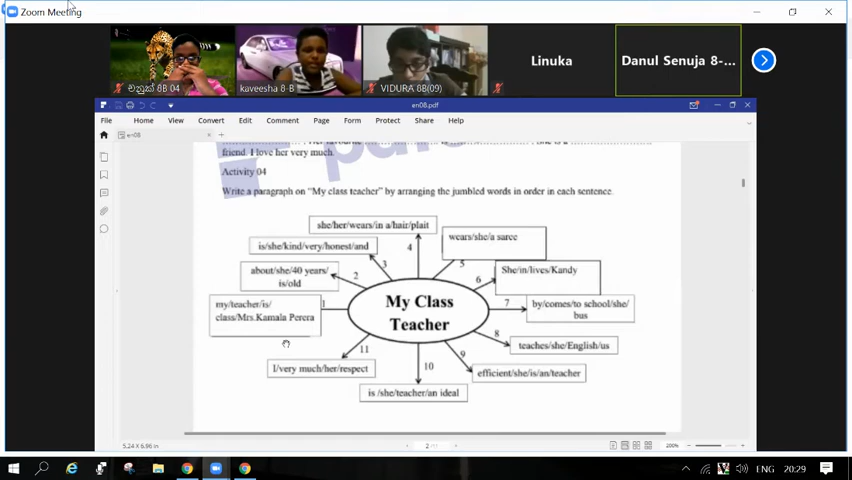 Zoom Meeting
චනුක් 8B 04
kaveesha 8-B
VIDURA 8B(09)
Linuka
Danul Senuja 8-...
en08.pdf
File Home View Convert Edit Comment Page Form Protect Share Help
en08
friend. I love her very much.
Activity 04
Write a paragraph on “My class teacher” by arranging the jumbled words in order in each sentence.
she/her/wears/in a/hair/plait
4
wears/she/a saree
5
is/she/kind/very/honest/and
3
about/she/40 years/
is/old
2
She/in/lives/Kandy
6
my/teacher/is/
class/Mrs.Kamala Perera
1
My Class
Teacher
7
by/comes/to school/she/
bus
8
teaches/she/English/us
11
I/very much/her/respect
10
is /she/teacher/an ideal
9
efficient/she/is/an/teacher
5.24 X 6.96 in
2
200%
ENG 20:29